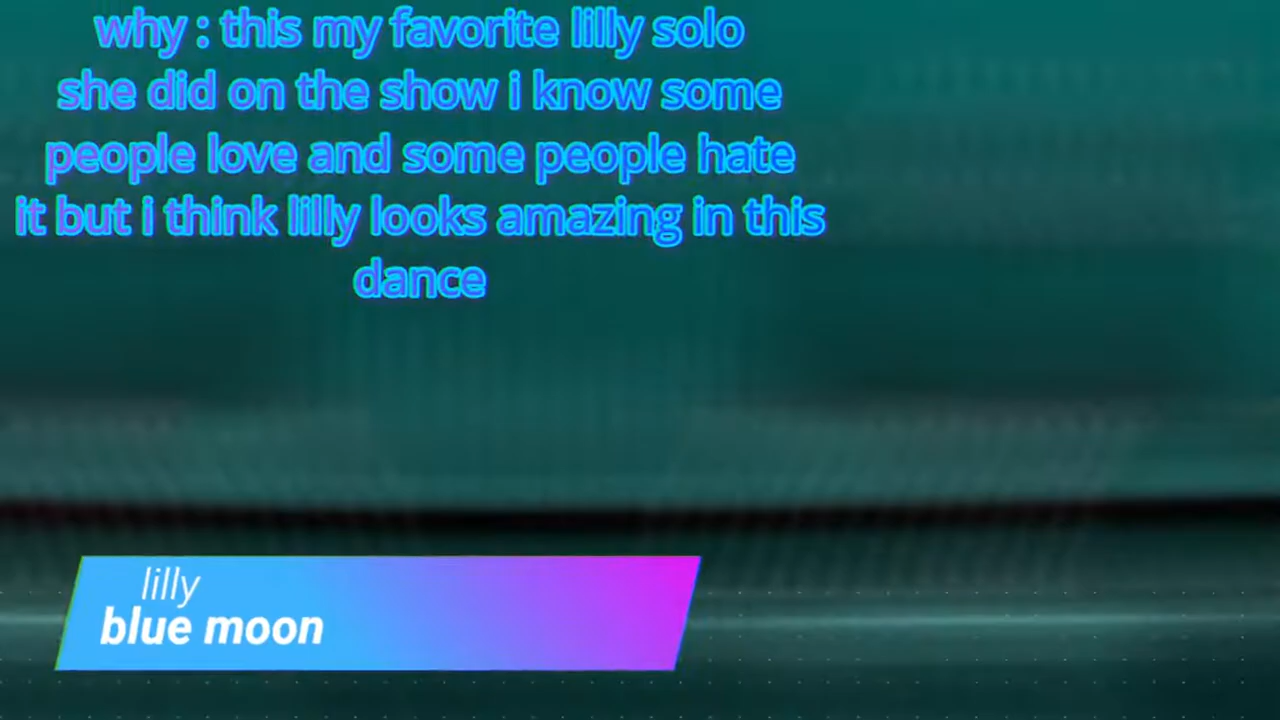 why : this my favorite lilly solo
she did on the show i know some
people love and some people hate
it but i think lilly looks amazing in this
dance
lilly
blue moon